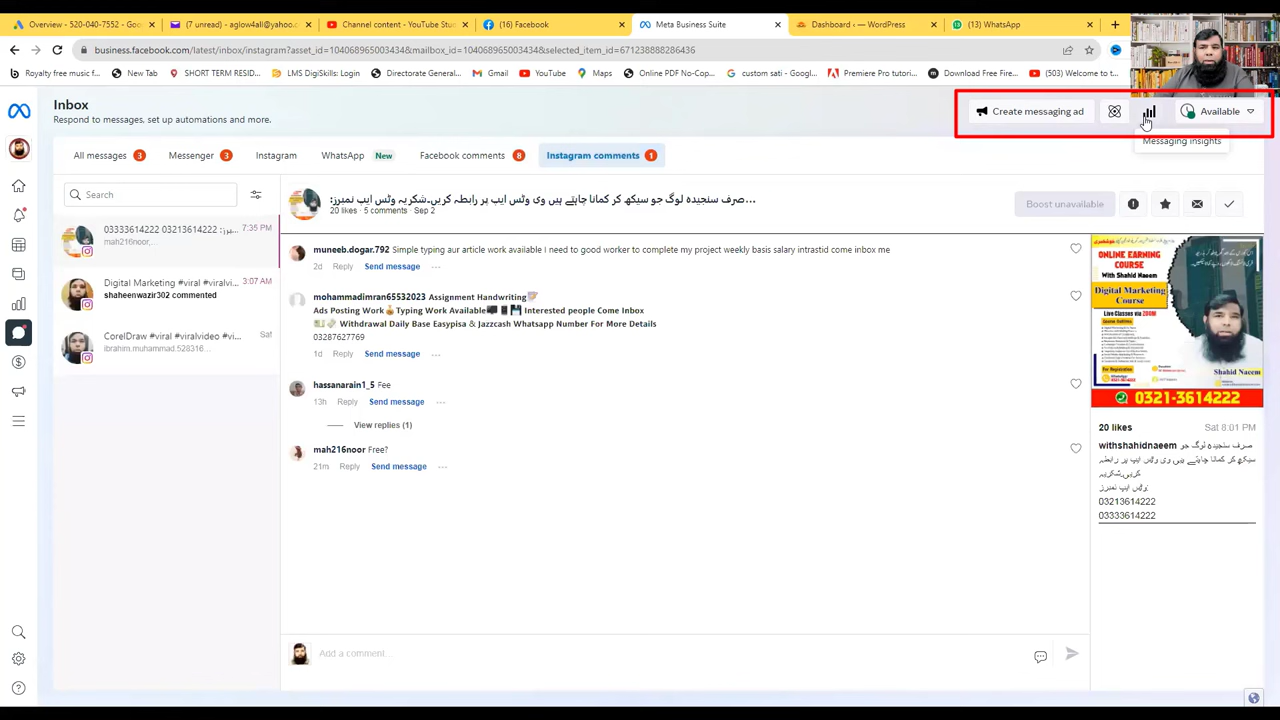 Overview - 520-040-7552 - Goo
(7 unread) - aglow4ali@yahoo.c
Channel content - YouTube Stu
(16) Facebook
Meta Business Suite
Dashboard ‹ — WordPress
(13) WhatsApp
business.facebook.com/latest/inbox/instagram?asset_id=104068965003434&mailbox_id=104068965003434&selected_item_id=671238888286436
Royalty free music f...
New Tab
SHORT TERM RESID...
LMS DigiSkills: Login
Directorate General...
Gmail
YouTube
Maps
Online PDF No-Cop...
custom sati - Googl...
Premiere Pro tutori...
Download Free Fire...
(503) Welcome to t...
Inbox
Respond to messages, set up automations and more.
Create messaging ad
Available
Messaging insights
All messages 3
Messenger 3
Instagram
WhatsApp New
Facebook comments 8
Instagram comments 1
Search
03333614222 03213614222 :نمبرز...
7:35 PM
mah216noor,...
Digital Marketing #viral #viralvi...
3:07 AM
shaheenwazir302 commented
CorelDraw #viral #viralvideo #vi...
Sat
ibrahim.muhammad.528316...
صرف سنجیدہ لوگ جو سیکھ کر کمانا چاہتے ہیں وی وٹس ایپ پر رابطہ کریں۔شکریہ وٹس ایپ نمبرز:...
20 likes · 5 comments · Sep 2
Boost unavailable
muneeb.dogar.792 Simple typing aur article work available I need to good worker to complete my project weekly basis salary intrastid come inbox me
2d Reply Send message ...
mohammadimran65532023 Assignment Handwriting
Ads Posting Work Typing Work Available Interested people Come Inbox
Withdrawal Daily Base Easypisa & Jazzcash Whatsapp Number For More Details
03287627769
1d Reply Send message
hassanarain1_5 Fee
13h Reply Send message ...
View replies (1)
mah216noor Free?
21m Reply Send message ...
Add a comment...
ONLINE EARNING
COURSE
With Shahid Naeem
Digital Marketing
Course
Live Classes via ZOOM
Shahid Naeem
0321-3614222
20 likes
Sat 8:01 PM
withshahidnaeem صرف سنجیدہ لوگ جو
سیکھ کر کمانا چاہتے ہیں وی وٹس ایپ پر رابطہ
کریں۔شکریہ
وٹس ایپ نمبرز:
03213614222
03333614222